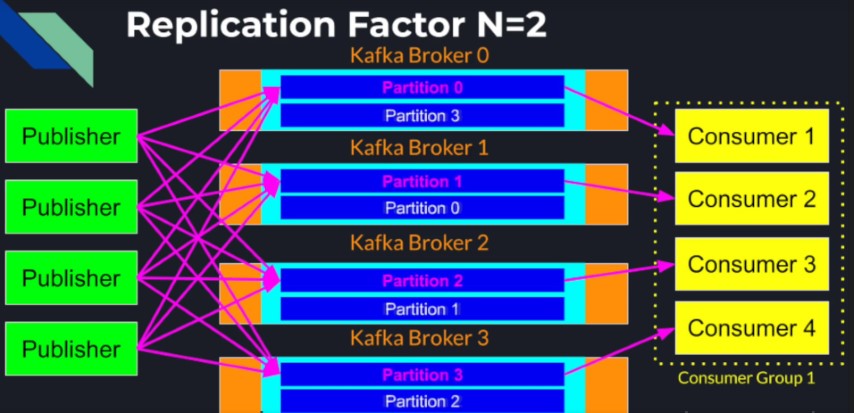 Replication Factor N=2
Kafka Broker 0
Partition 0
Partition 3
Kafka Broker 1
Partition 1
Partition 0
Kafka Broker 2
Partition 2
Partition 1
Kafka Broker 3
Partition 3
Partition 2
Publisher
Publisher
Publisher
Publisher
Consumer 1
Consumer 2
Consumer 3
Consumer 4
Consumer Group 1